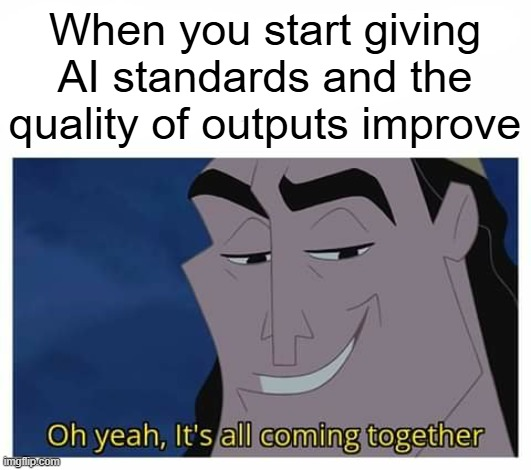 When you start giving
AI standards and the
quality of outputs improve
Oh yeah, It's all coming together
imgflip.com